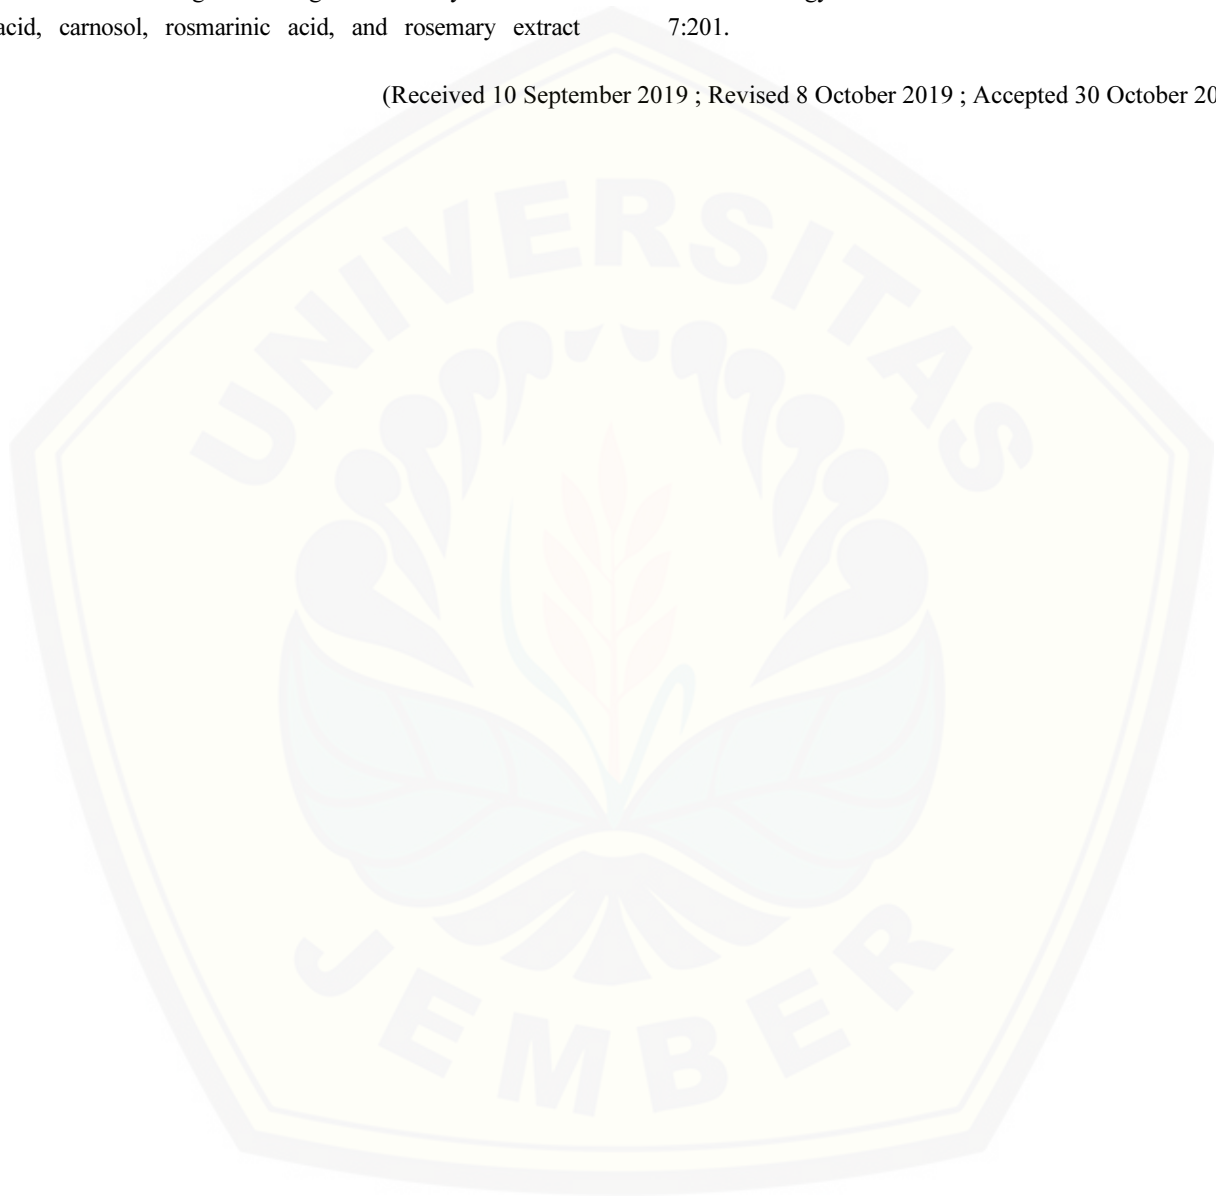 acid, carnosol, rosmarinic acid, and rosemary extract
7:201.
(Received 10 September 2019 ; Revised 8 October 2019 ; Accepted 30 October 20
UNIVERSITAS
JEMBER